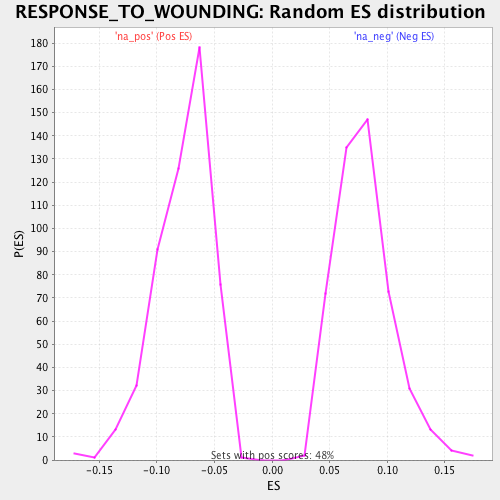 RESPONSE_TO_WOUNDING: Random ES distribution
'na_pos' (Pos ES)
'na_neg' (Neg ES)
180
170
160
150
140
130
120
110
100
90
80
70
60
50
40
30
20
10
0
P(ES)
Sets with pos scores: 48%
-0.15 -0.10 -0.05 0.00 0.05 0.10 0.15
ES